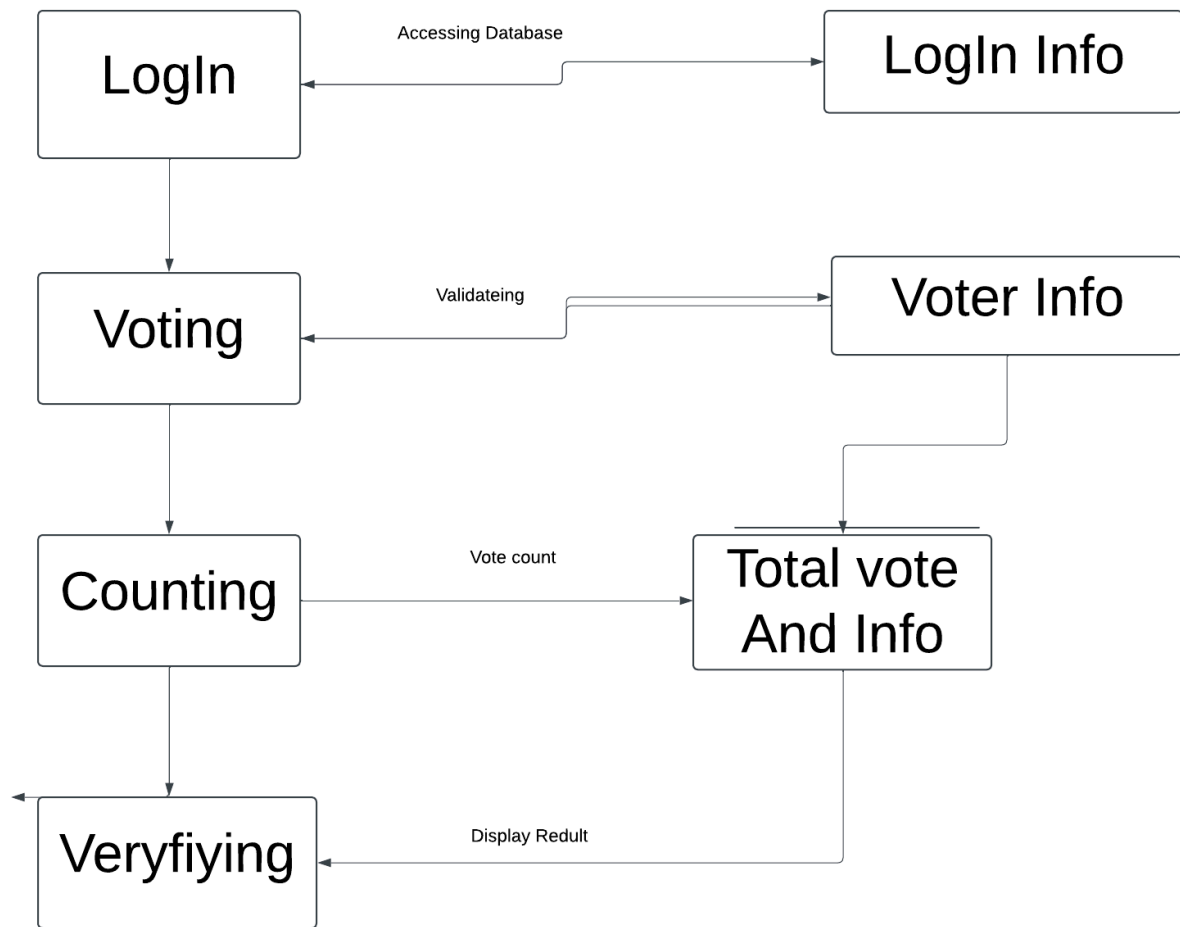 Accessing Database
LogIn
LogIn Info
Validateing
Voting
Voter Info
Vote count
Counting
Total vote
And Info
Display Redult
Veryfiying